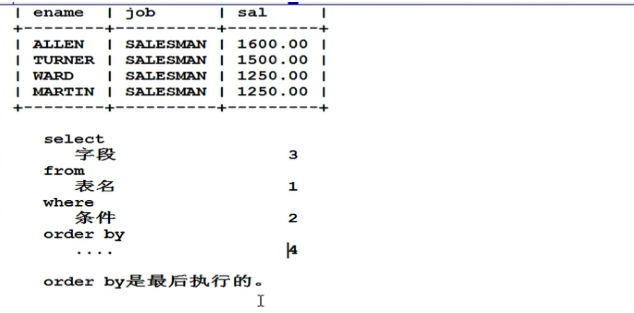 | ename | job | sal |
+--------+----------+---------+
| ALLEN | SALESMAN | 1600.00 |
| TURNER | SALESMAN | 1500.00 |
| WARD | SALESMAN | 1250.00 |
| MARTIN | SALESMAN | 1250.00 |
+--------+----------+---------+
select
字段 3
from
表名 1
where
条件 2
order by
.... 4
order by是最后执行的。